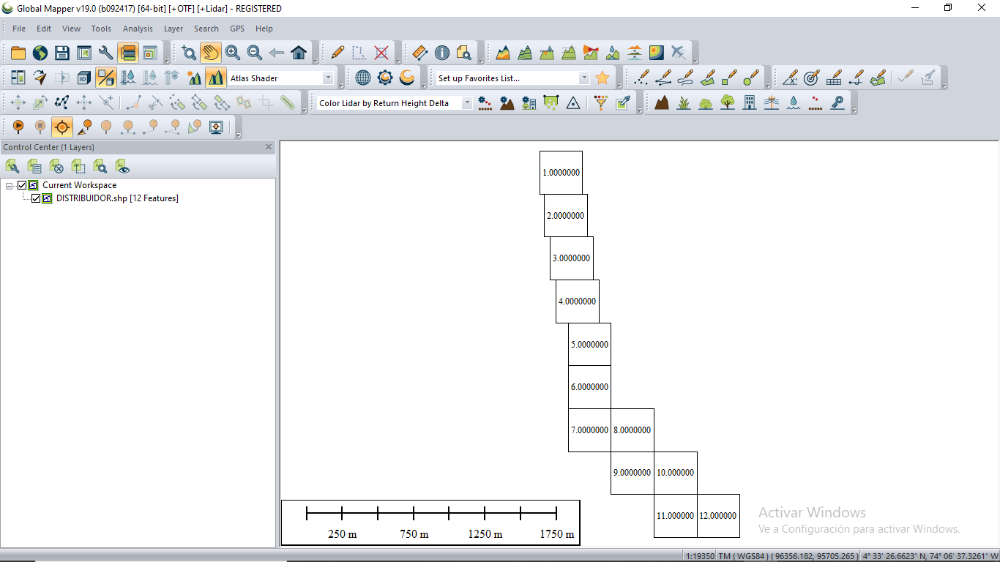 Global Mapper v19.0 (b092417) [64-bit] [+OTF] [+Lidar] - REGISTERED
File Edit View Tools Analysis Layer Search GPS Help
Atlas Shader
Set up Favorites List...
Color Lidar by Return Height Delta
Control Center (1 Layers)
Current Workspace
DISTRIBUIDOR.shp [12 Features]
1.0000000
2.0000000
3.0000000
4.0000000
5.0000000
6.0000000
7.0000000 8.0000000
9.0000000 10.000000
11.000000 12.000000
250 m 750 m 1250 m 1750 m
Activar Windows
Ve a Configuración para activar Windows.
1:19350 TM ( WGS84 ) ( 96356.182, 95705.265 ) 4° 33' 26.6623" N, 74° 06' 37.3261" W